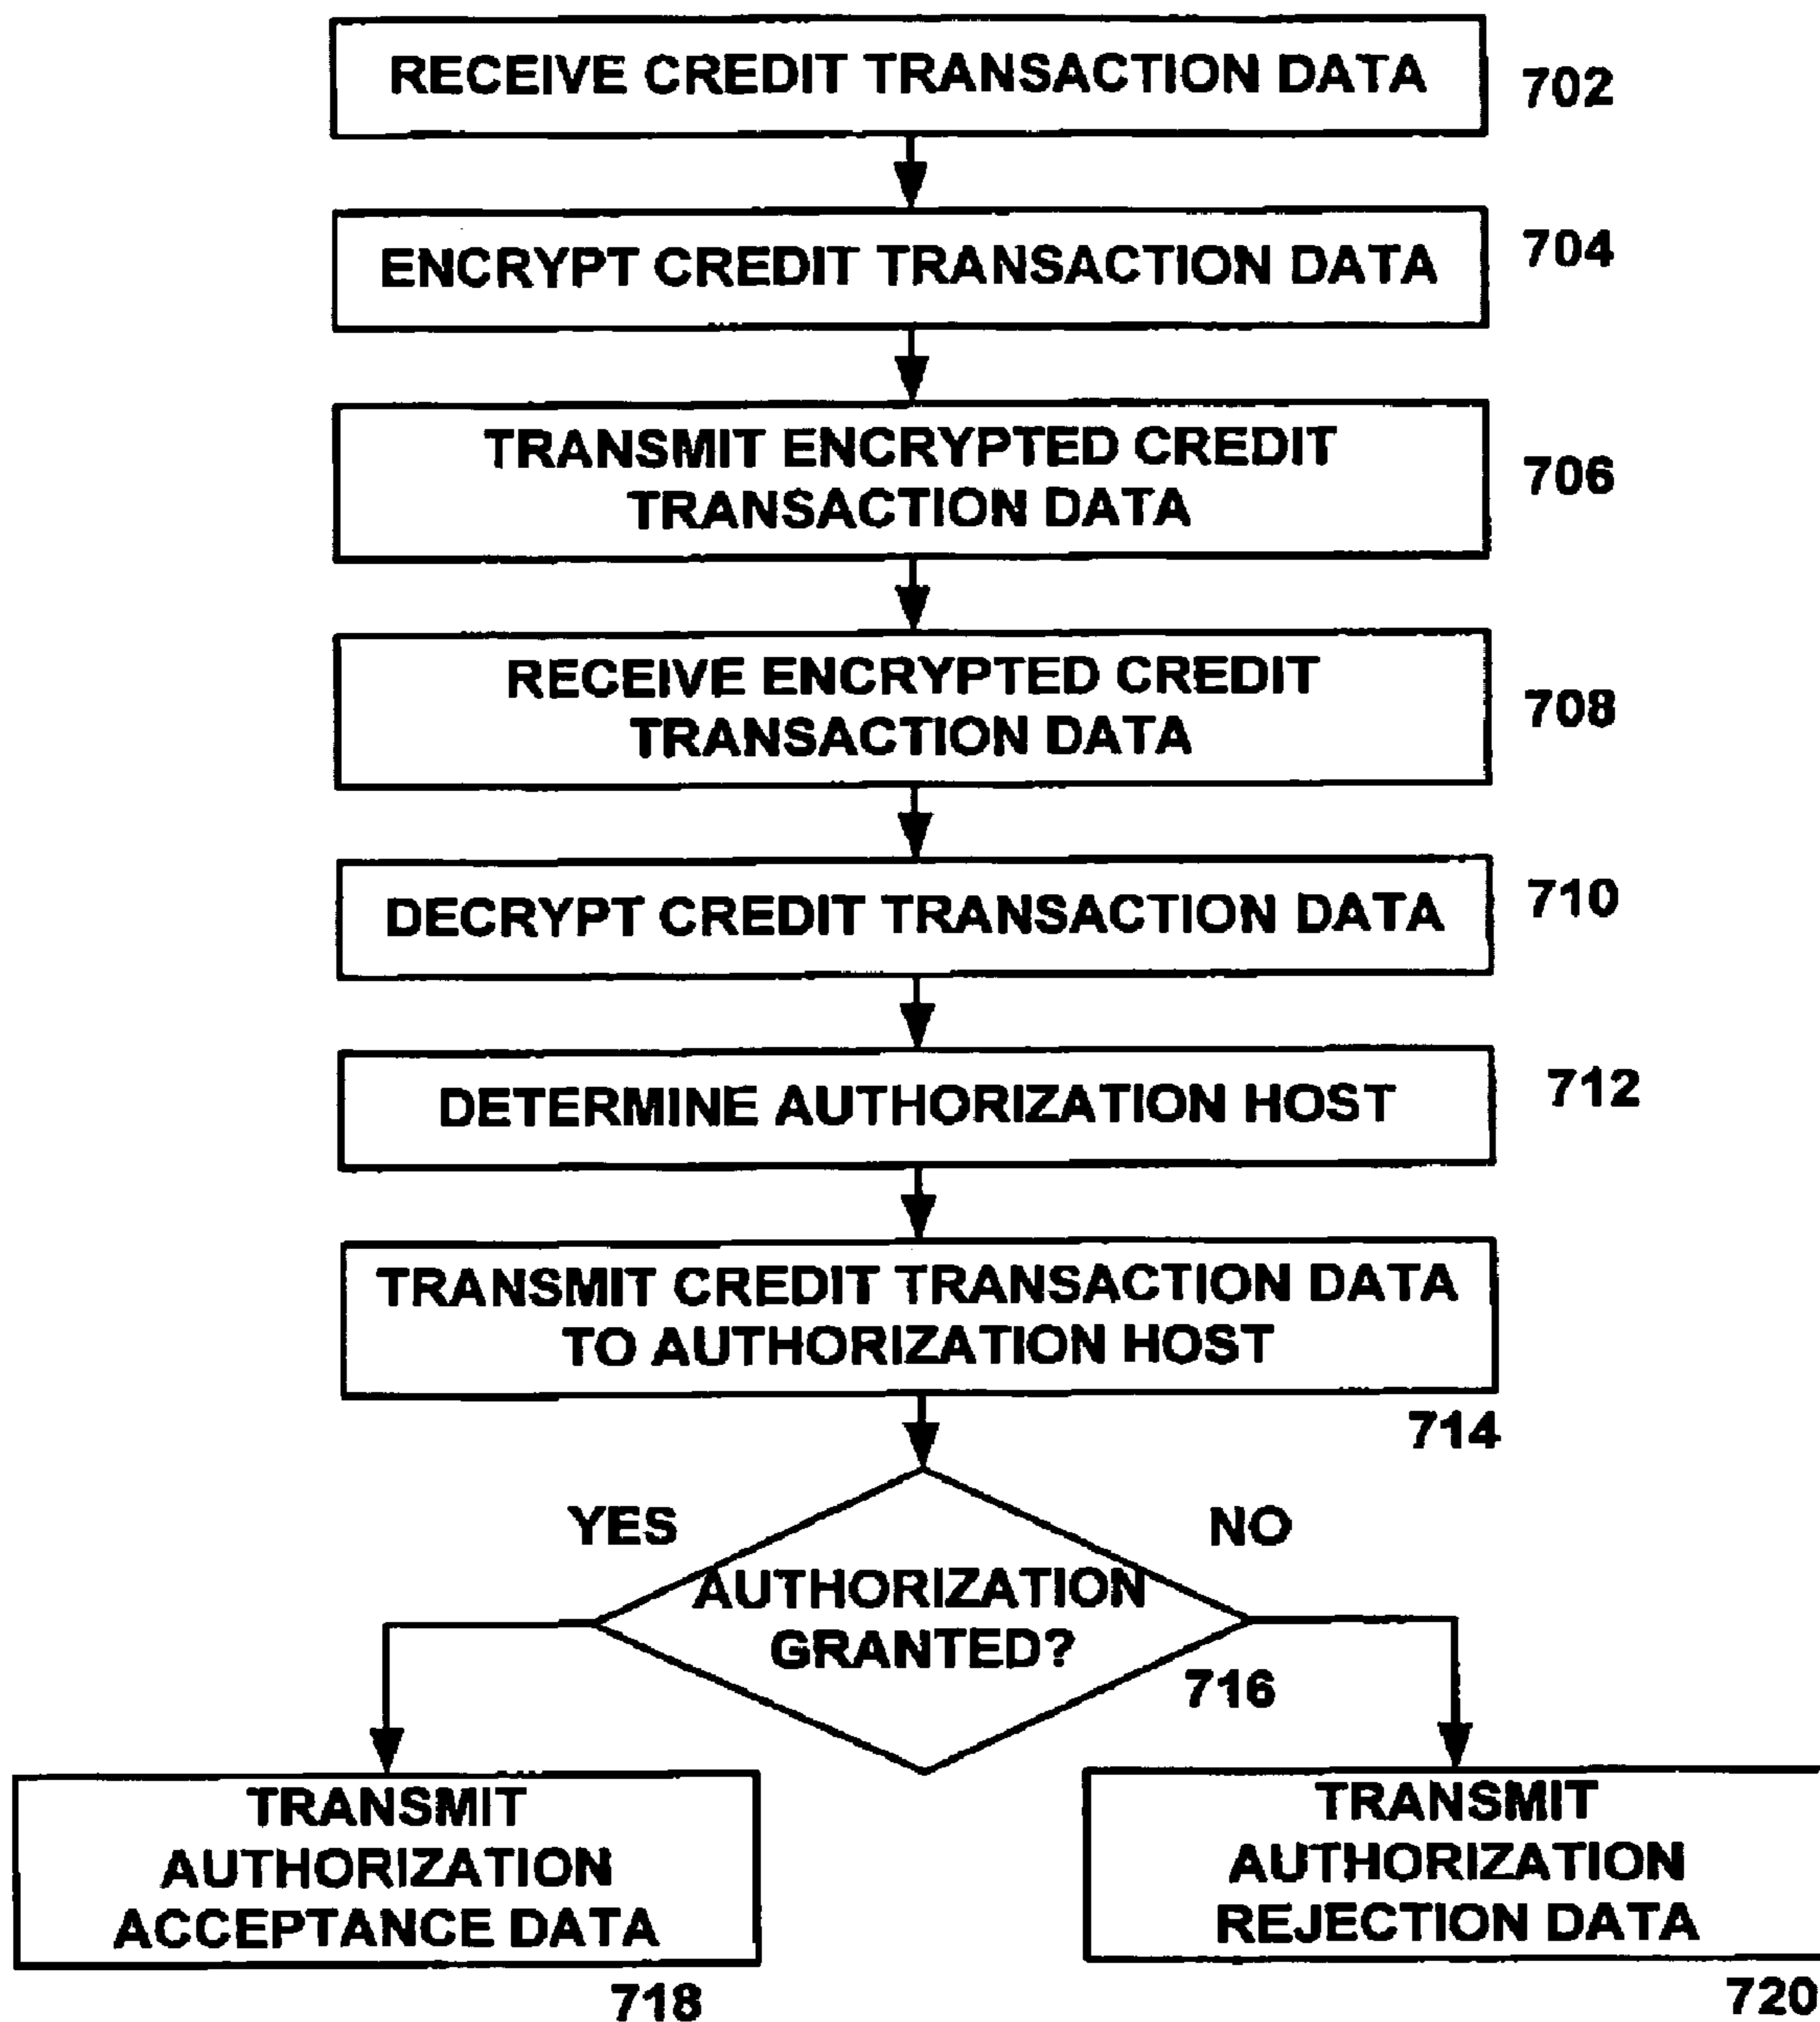 RECEIVE CREDIT TRANSACTION DATA
702
ENCRYPT CREDIT TRANSACTION DATA
704
TRANSMIT ENCRYPTED CREDIT
TRANSACTION DATA
706
RECEIVE ENCRYPTED CREDIT
TRANSACTION DATA
708
DECRYPT CREDIT TRANSACTION DATA
710
DETERMINE AUTHORIZATION HOST
712
TRANSMIT CREDIT TRANSACTION DATA
TO AUTHORIZATION HOST
714
YES
NO
AUTHORIZATION
GRANTED?
716
TRANSMIT
AUTHORIZATION
ACCEPTANCE DATA
718
TRANSMIT
AUTHORIZATION
REJECTION DATA
720